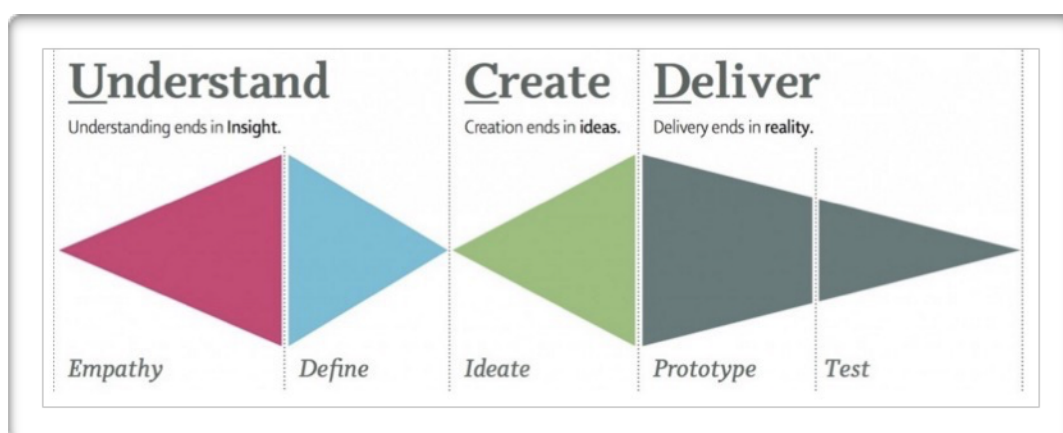 Understand
Understanding ends in Insight.
Create
Creation ends in ideas.
Deliver
Delivery ends in reality.
Empathy
Define
Ideate
Prototype
Test